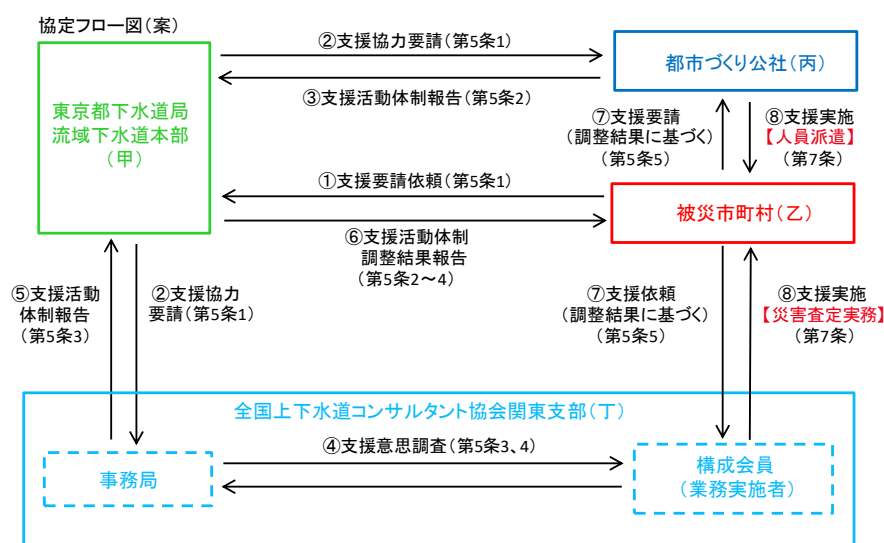 協定フロー図(案)
②支援協力要請(第5条1)
③支援活動体制報告(第5条2)
東京都下水道局
流域下水道本部
(甲)
都市づくり公社(丙)
⑦支援要請
(調整結果に基づく)
(第5条5)
⑧支援実施
【人員派遣】
(第7条)
①支援要請依頼(第5条1)
被災市町村(乙)
⑥支援活動体制
調整結果報告
(第5条2～4)
⑤支援活動
体制報告
(第5条3)
②支援協力
要請(第5条1)
⑦支援依頼
(調整結果に基づく)
(第5条5)
⑧支援実施
【災害査定実務】
(第7条)
全国上下水道コンサルタント協会関東支部(丁)
④支援意思調査(第5条3、4)
事務局
構成会員
(業務実施者)